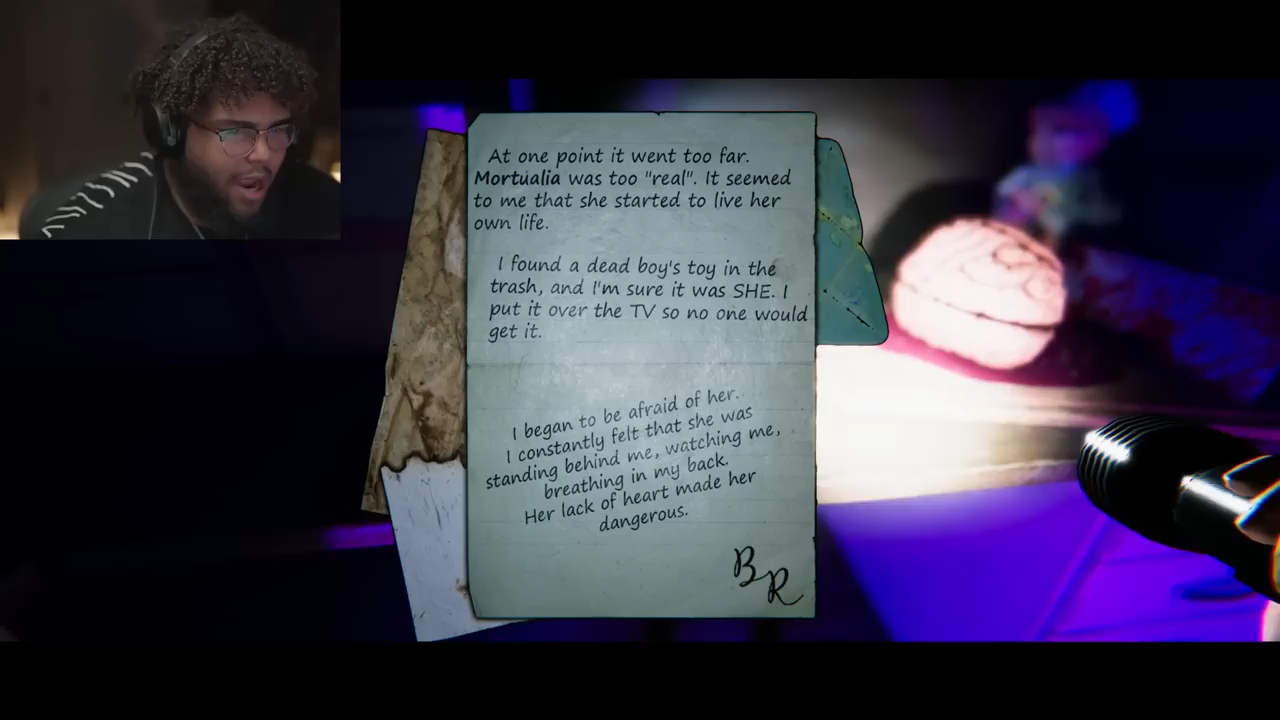 At one point it went too far.
Mortualia was too "real". It seemed
to me that she started to live her
own life.
I found a dead boy's toy in the
trash, and I'm sure it was SHE. I
put it over the TV so no one would
get it.
I began to be afraid of her.
I constantly felt that she was
standing behind me, watching me,
breathing in my back.
Her lack of heart made her
dangerous.
BR